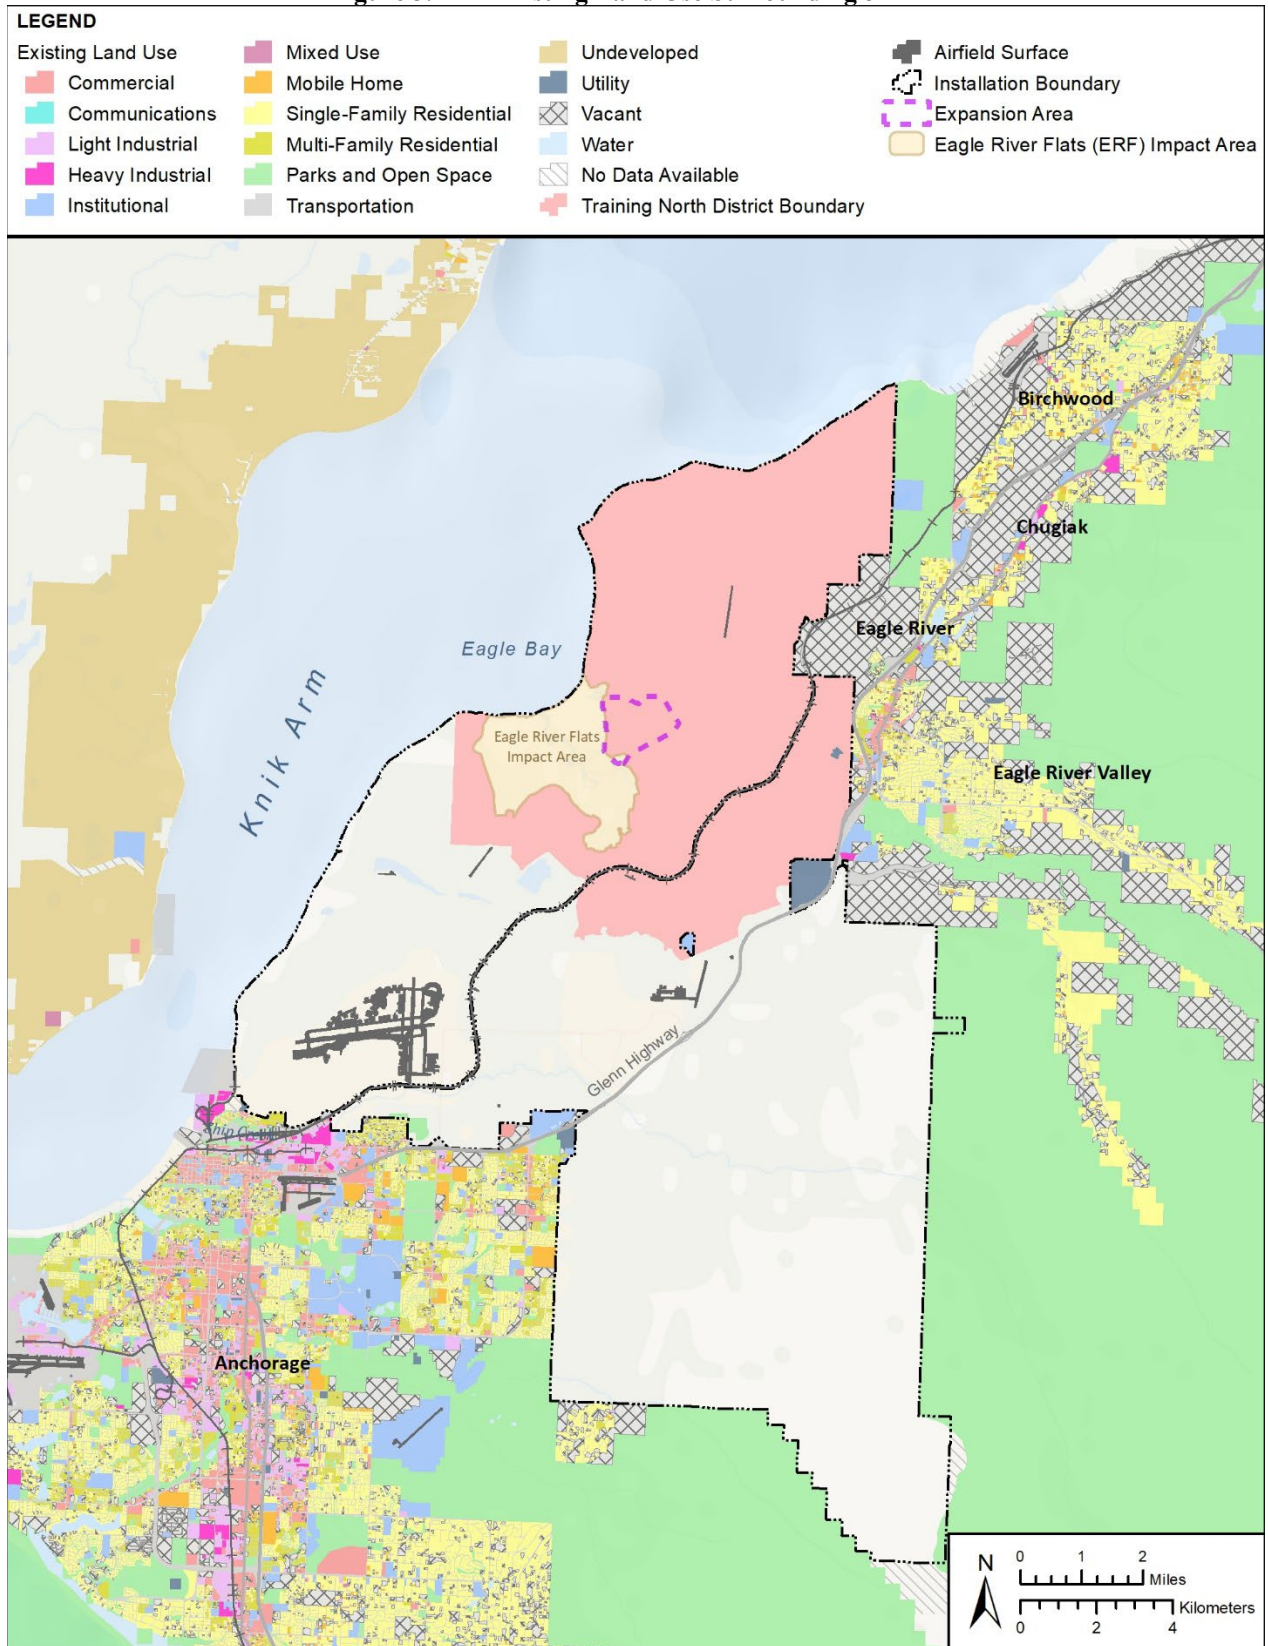 LEGEND
Existing Land Use
Commercial
Communications
Light Industrial
Heavy Industrial
Institutional
Mixed Use
Mobile Home
Single-Family Residential
Multi-Family Residential
Parks and Open Space
Transportation
Undeveloped
Utility
Vacant
Water
No Data Available
Training North District Boundary
Airfield Surface
Installation Boundary
Expansion Area
Eagle River Flats (ERF) Impact Area
Birchwood
Chugiak
Eagle River
Eagle Bay
Knik Arm
Eagle River Flats
Impact Area
Eagle River Valley
Glenn Highway
Anchorage
N
0 1 2
Miles
Kilometers
0 2 4